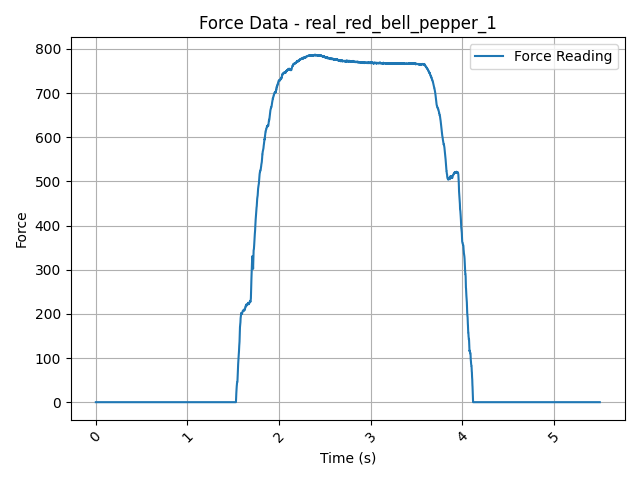 Force Data - real_red_bell_pepper_1
Force Reading
800
700
600
500
400
300
200
100
0
Force
0 1 2 3 4 5
Time (s)